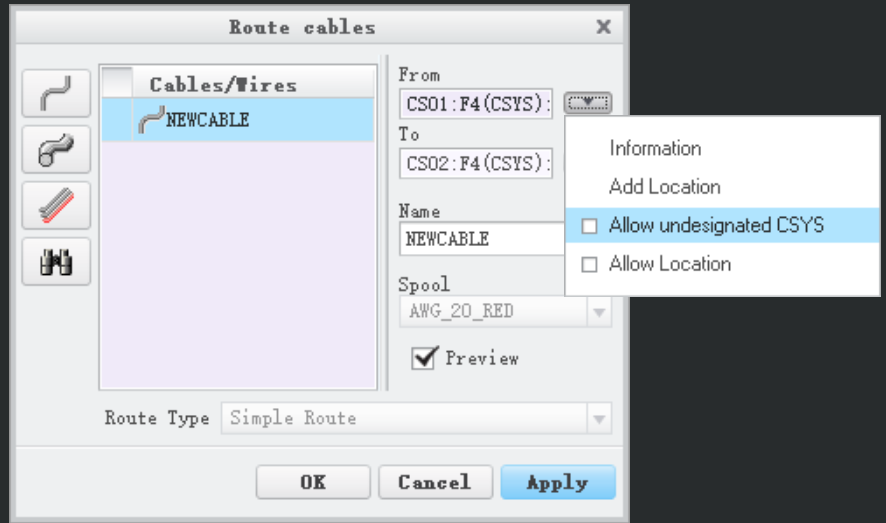 Route cables
Cables/Wires
NEWCABLE
From
CS01:F4(CSYS):
To
CS02:F4(CSYS):
Name
NEWCABLE
Spool
AWG_20_RED
Preview
Information
Add Location
Allow undesignated CSYS
Allow Location
Route Type Simple Route
OK Cancel Apply